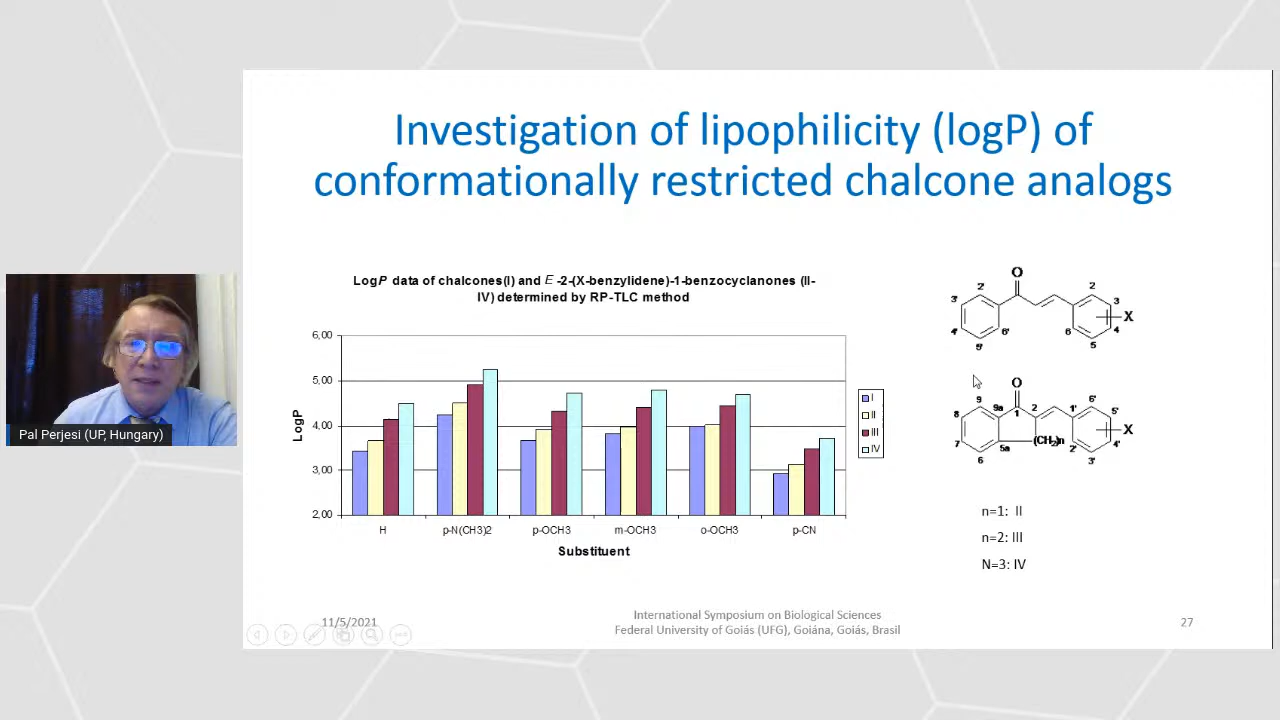 Investigation of lipophilicity (logP) of
conformationally restricted chalcone analogs
LogP data of chalcones(I) and E-2-(X-benzylidene)-1-benzocyclanones (II-
IV) determined by RP-TLC method
6,00
5,00
4,00
3,00
2,00
LogP
H
p-N(CH3)2
p-OCH3
m-OCH3
o-OCH3
p-CN
Substituent
I
II
III
IV
O
2'
3'
4'
5'
6'
2
3
4
5
6
X
O
9
8
7
6
9a
5a
1
2
(CH2)n
1'
6'
5'
4'
3'
2'
X
n=1: II
n=2: III
N=3: IV
Pal Perjesi (UP, Hungary)
11/5/2021
International Symposium on Biological Sciences
Federal University of Goiás (UFG), Goiána, Goiás, Brasil
27